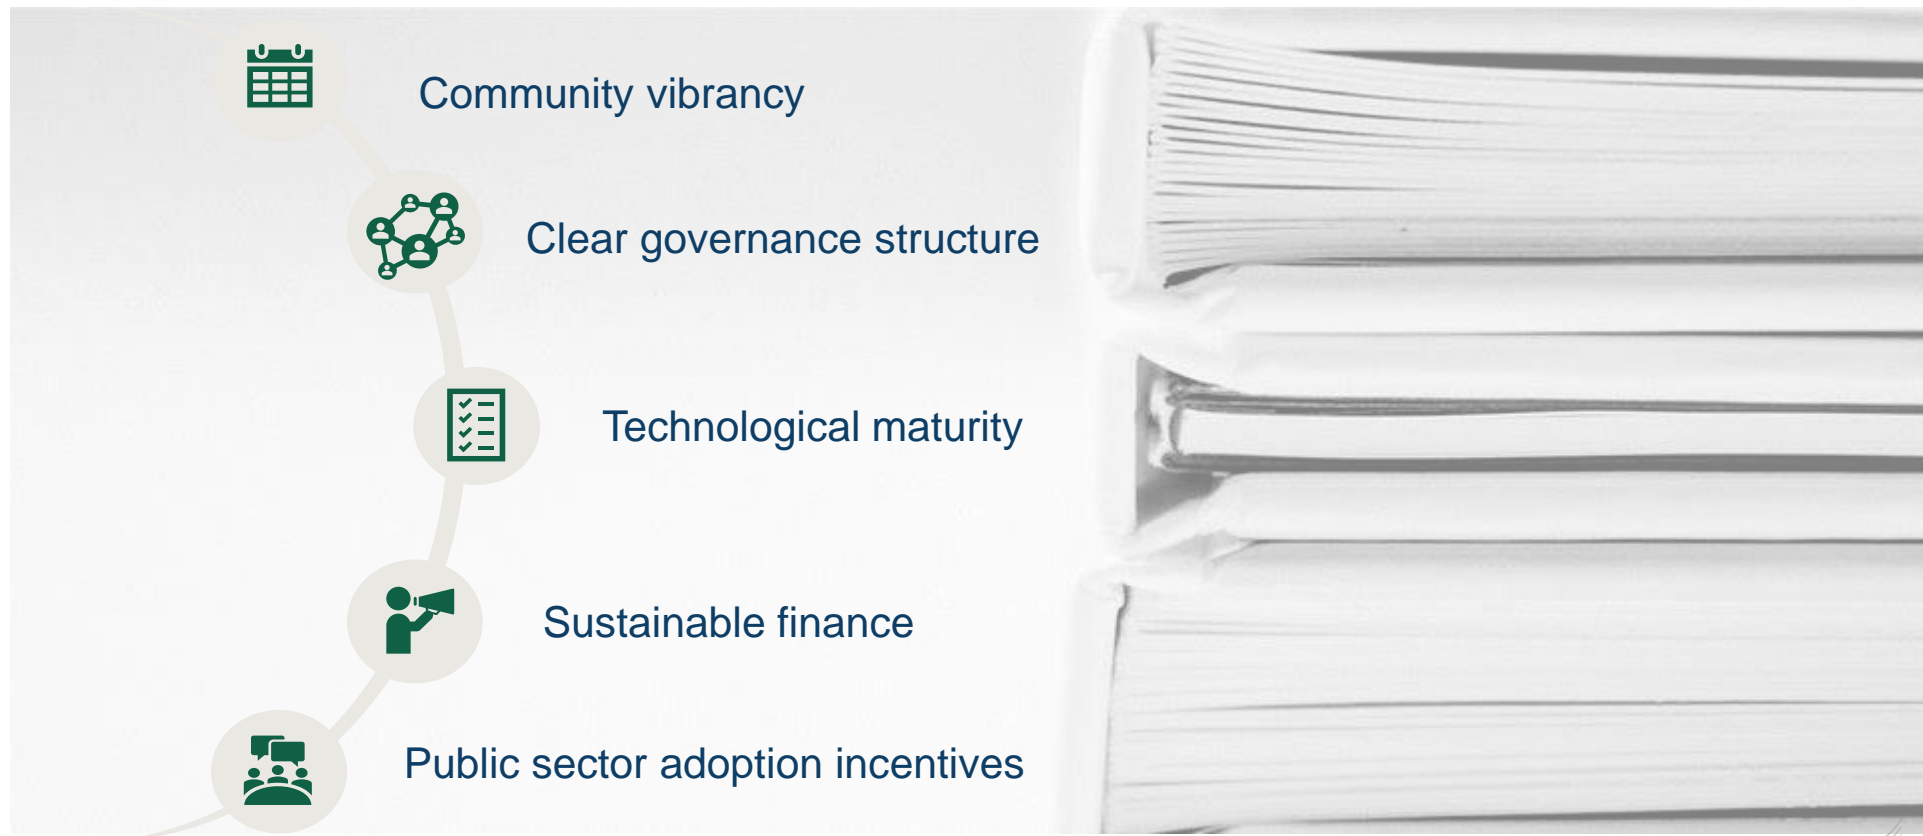 Community vibrancy
Clear governance structure
Technological maturity
Sustainable finance
Public sector adoption incentives